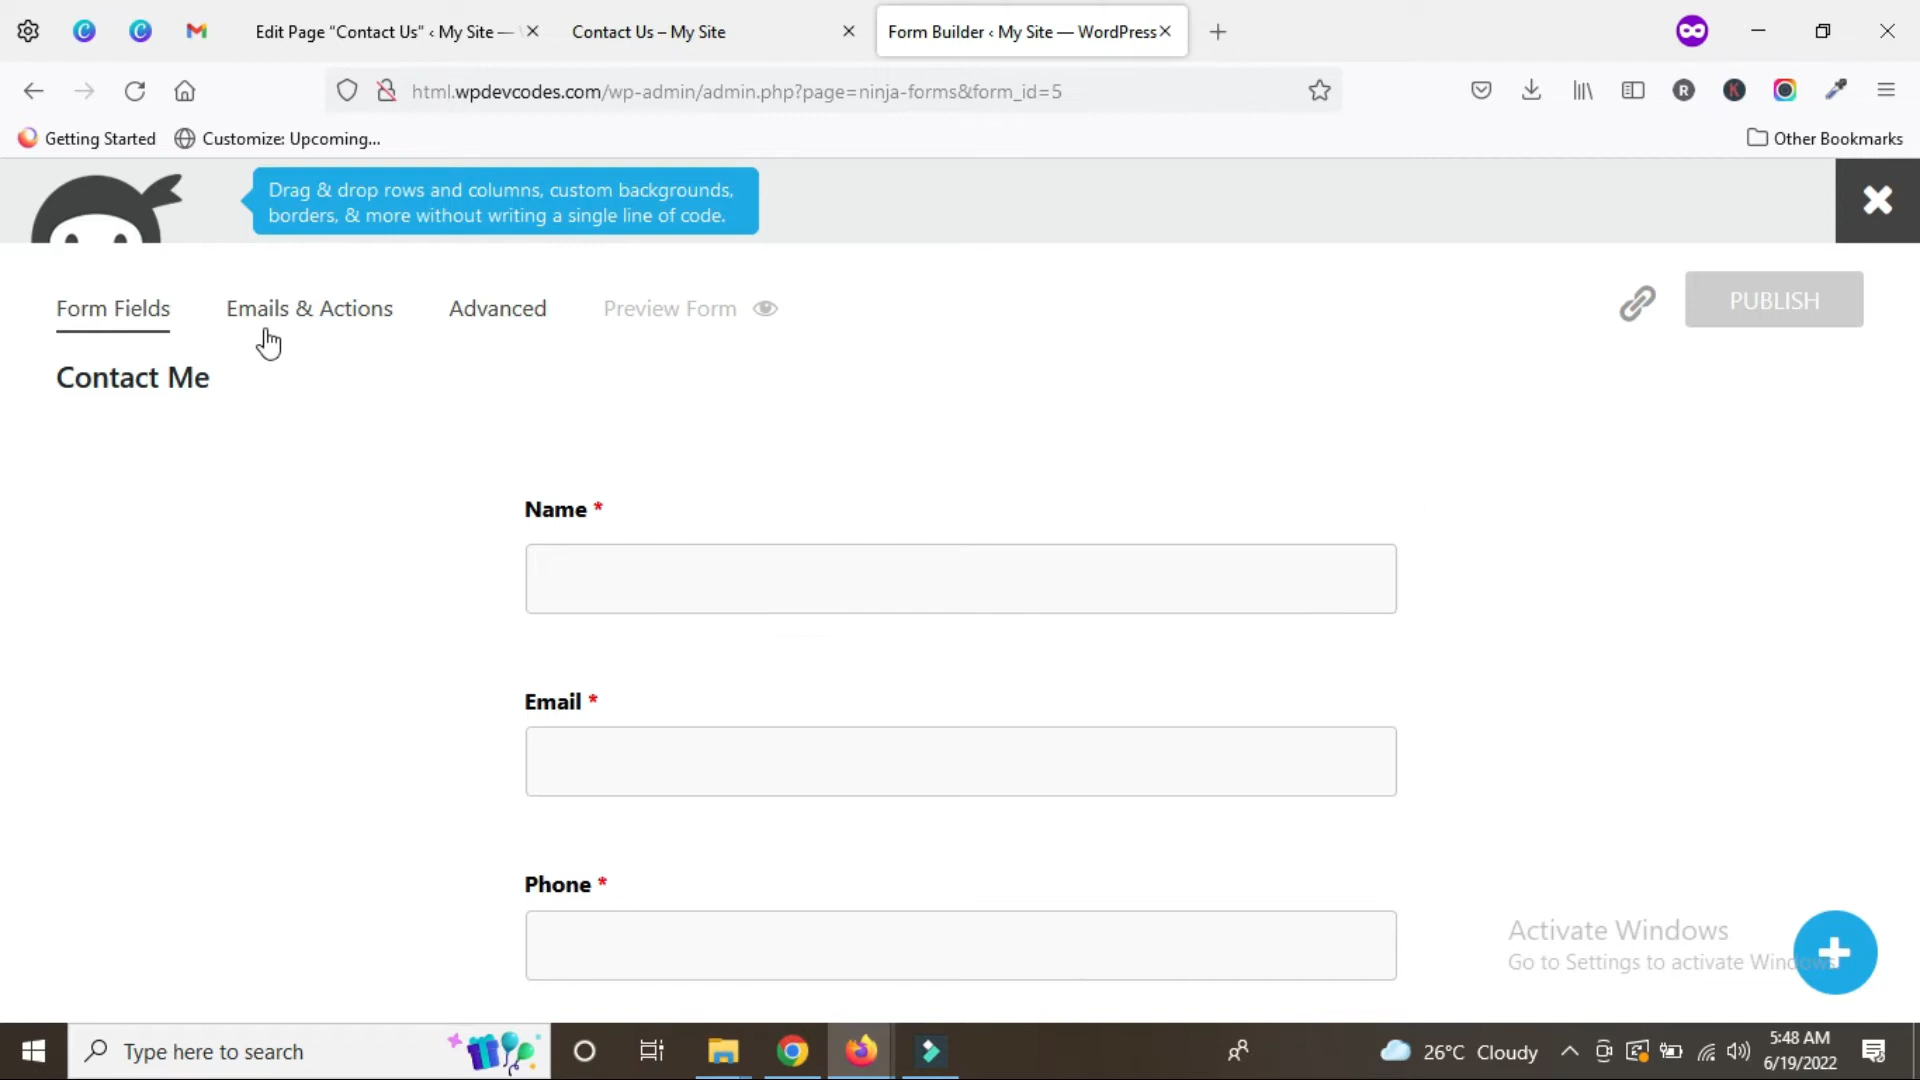 Edit Page “Contact Us” ‹ My Site —
Contact Us – My Site
Form Builder ‹ My Site — WordPress
html.wpdevcodes.com/wp-admin/admin.php?page=ninja-forms&form_id=5
Getting Started
Customize: Upcoming...
Other Bookmarks
Drag & drop rows and columns, custom backgrounds,
borders, & more without writing a single line of code.
Form Fields
Emails & Actions
Advanced
Preview Form
PUBLISH
Contact Me
Name *
Email *
Phone *
Activate Windows
Go to Settings to activate Windows.
Type here to search
26°C Cloudy
5:48 AM
6/19/2022